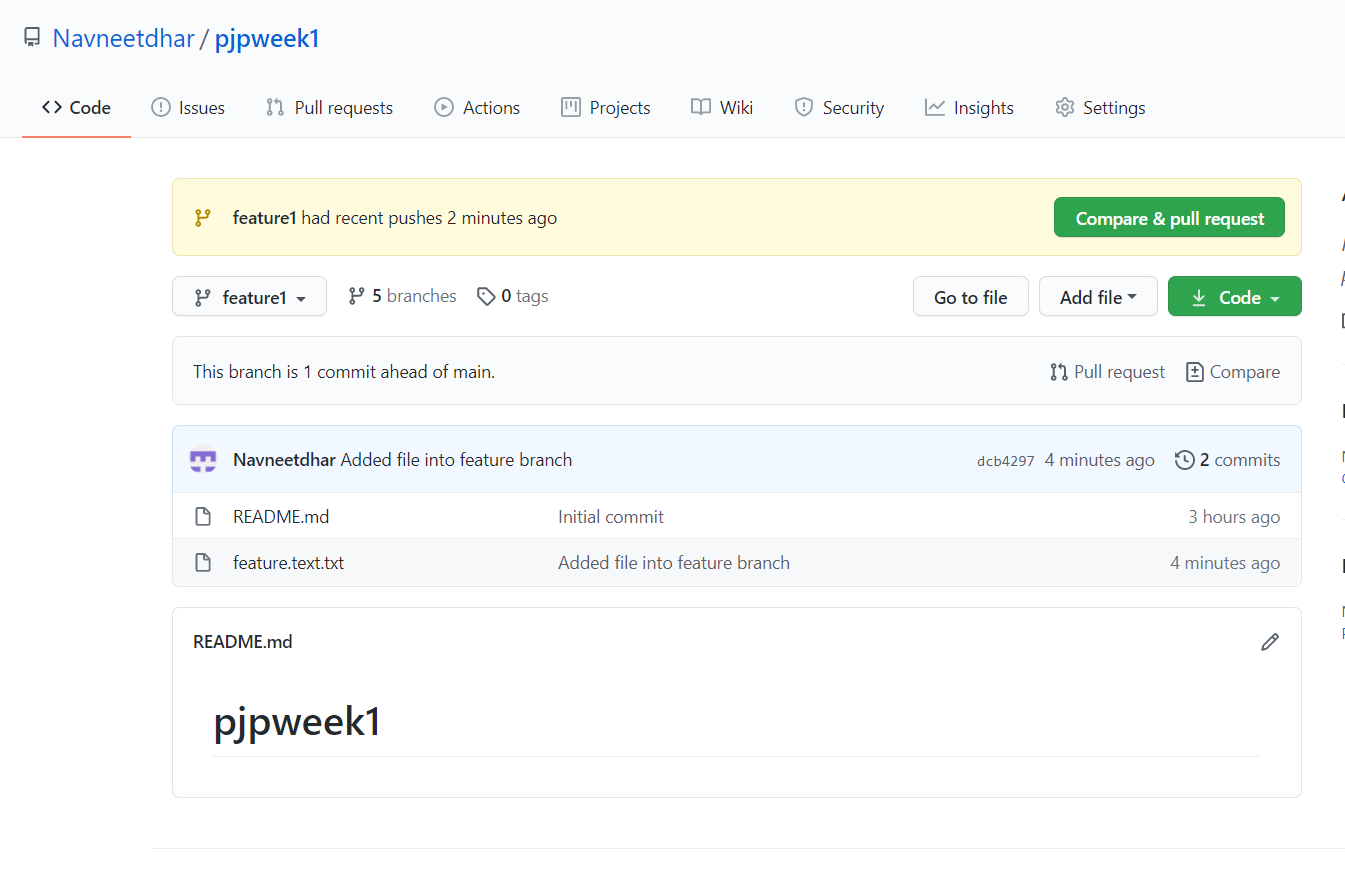 Navneetdhar / pjpweek1
Code Issues Pull requests Actions Projects Wiki Security Insights Settings
feature1 had recent pushes 2 minutes ago Compare & pull request
feature1 5 branches 0 tags Go to file Add file Code
This branch is 1 commit ahead of main. Pull request Compare
Navneetdhar Added file into feature branch dcb4297 4 minutes ago 2 commits
README.md Initial commit 3 hours ago
feature.text.txt Added file into feature branch 4 minutes ago
README.md
pjpweek1